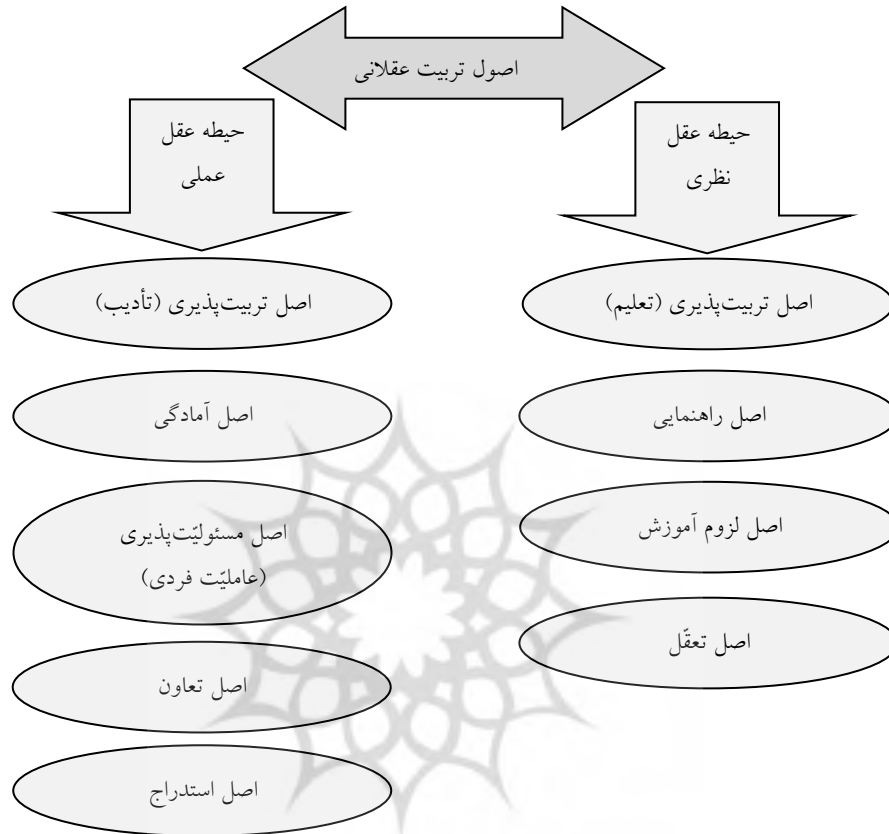 اصول تربیت عقلانی
حیطه عقل
نظری
اصل تربیت‌پذیری (تعلیم)
اصل راهنمایی
اصل لزوم آموزش
اصل تعقّل
حیطه عقل
عملی
اصل تربیت‌پذیری (تأدیب)
اصل آمادگی
اصل مسئولیّت‌پذیری
(عاملیّت فردی)
اصل تعاون
اصل استدراج